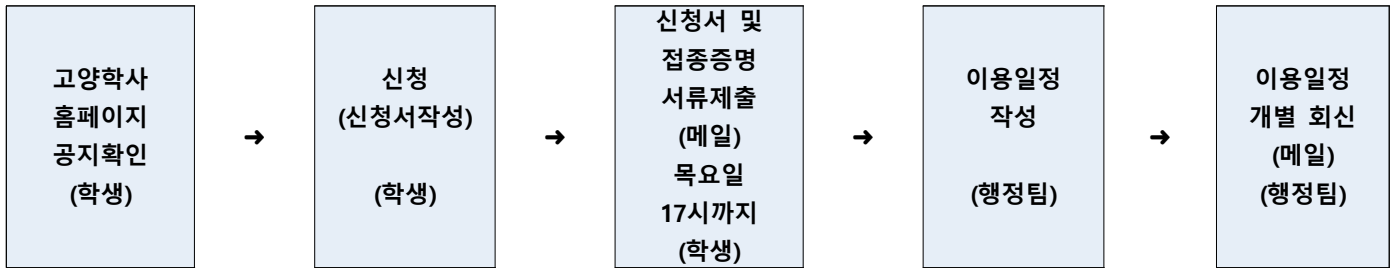 고양학사
홈페이지
공지확인
(학생)
➔
신청
(신청서작성)
(학생)
➔
신청서 및
접종증명
서류제출
(메일)
목요일
17시까지
(학생)
➔
이용일정
작성
(행정팀)
➔
이용일정
개별 회신
(메일)
(행정팀)